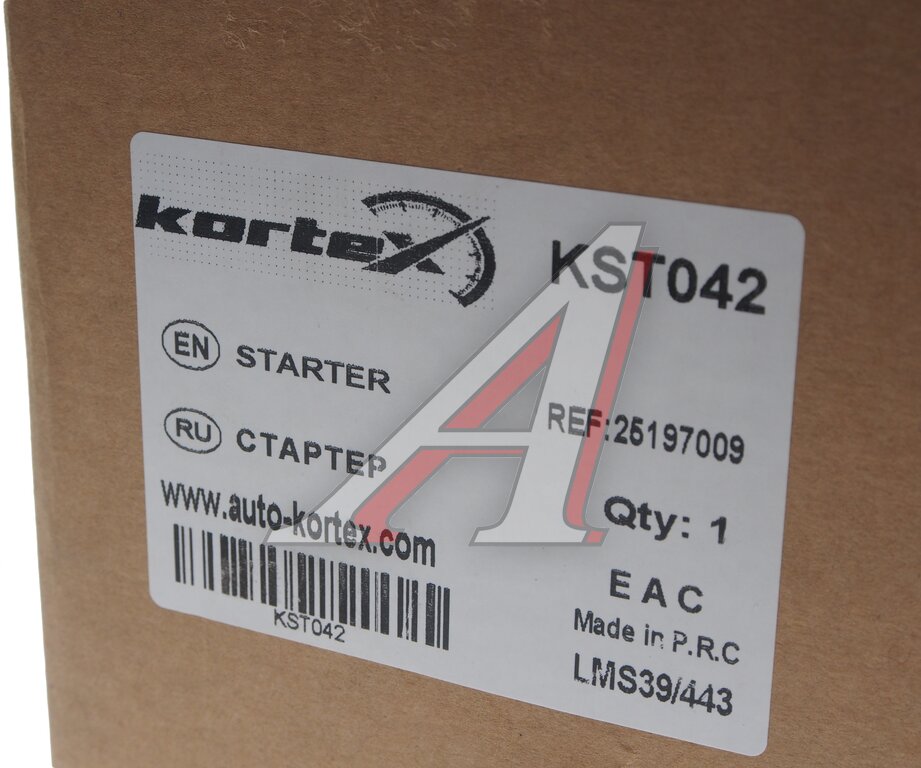 kortex
KST042
EN STARTER
RU СТАРТЕР
REF:25197009
www.auto-kortex.com
Qty: 1
KST042
EAC
Made in P.R.C
LMS39/443